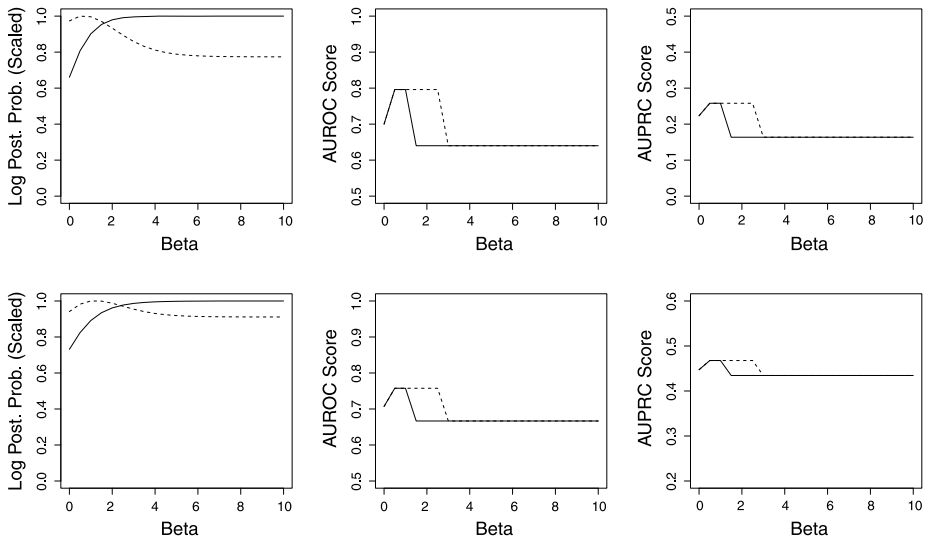 Log Post. Prob. (Scaled)
0.0 0.2 0.4 0.6 0.8 1.0
0 2 4 6 8 10
Beta
AUROC Score
0.5 0.6 0.7 0.8 0.9 1.0
0 2 4 6 8 10
Beta
AUPRC Score
0.0 0.1 0.2 0.3 0.4 0.5
0 2 4 6 8 10
Beta
Log Post. Prob. (Scaled)
0.0 0.2 0.4 0.6 0.8 1.0
0 2 4 6 8 10
Beta
AUROC Score
0.5 0.6 0.7 0.8 0.9 1.0
0 2 4 6 8 10
Beta
AUPRC Score
0.2 0.3 0.4 0.5 0.6
0 2 4 6 8 10
Beta